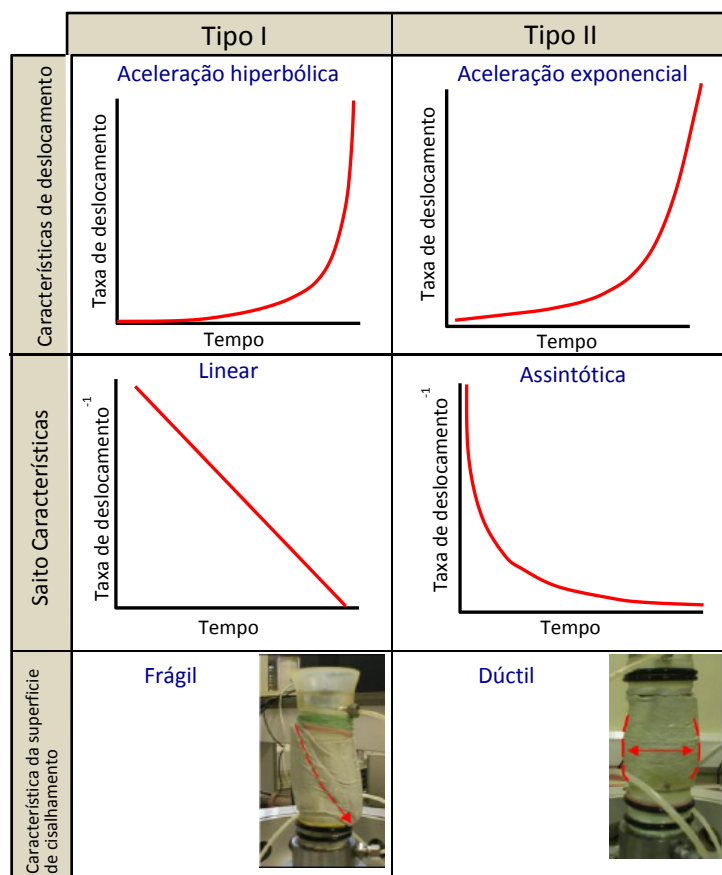 Tipo I
Tipo II
Características de deslocamento
Aceleração hiperbólica
Taxa de deslocamento
Tempo
Aceleração exponencial
Taxa de deslocamento
Tempo
Saito Características
Linear
Taxa de deslocamento -1
Tempo
Assintótica
Taxa de deslocamento -1
Tempo
Característica da superfície
de cisalhamento
Frágil
Dúctil